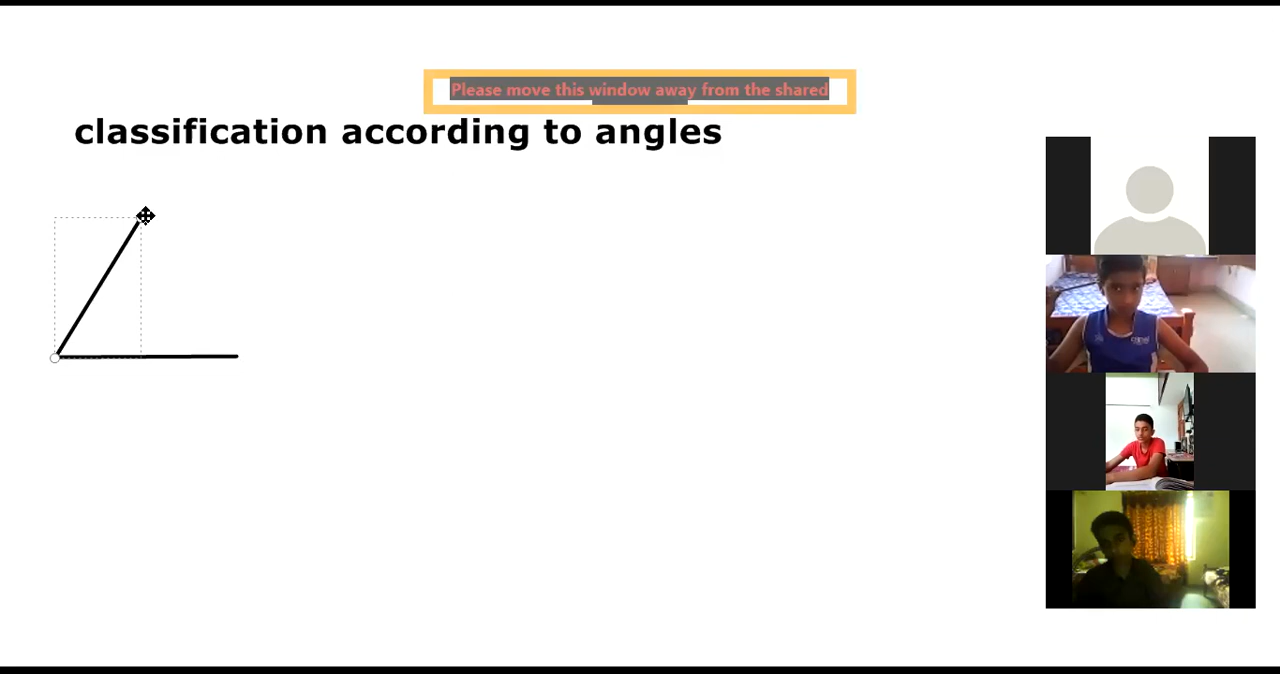 Please move this window away from the shared
classification according to angles